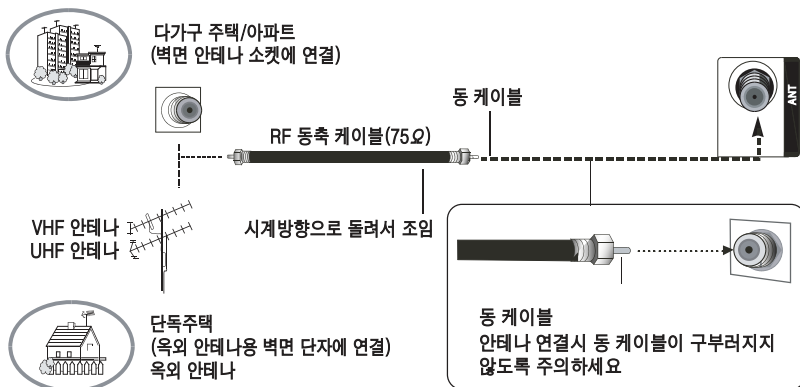 다가구 주택/아파트
(벽면 안테나 소켓에 연결)
동 케이블
ANT
RF 동축 케이블(75Ω)
시계방향으로 돌려서 조임
VHF 안테나
UHF 안테나
단독주택
(옥외 안테나용 벽면 단자에 연결)
옥외 안테나
동 케이블
안테나 연결시 동 케이블이 구부러지지
않도록 주의하세요